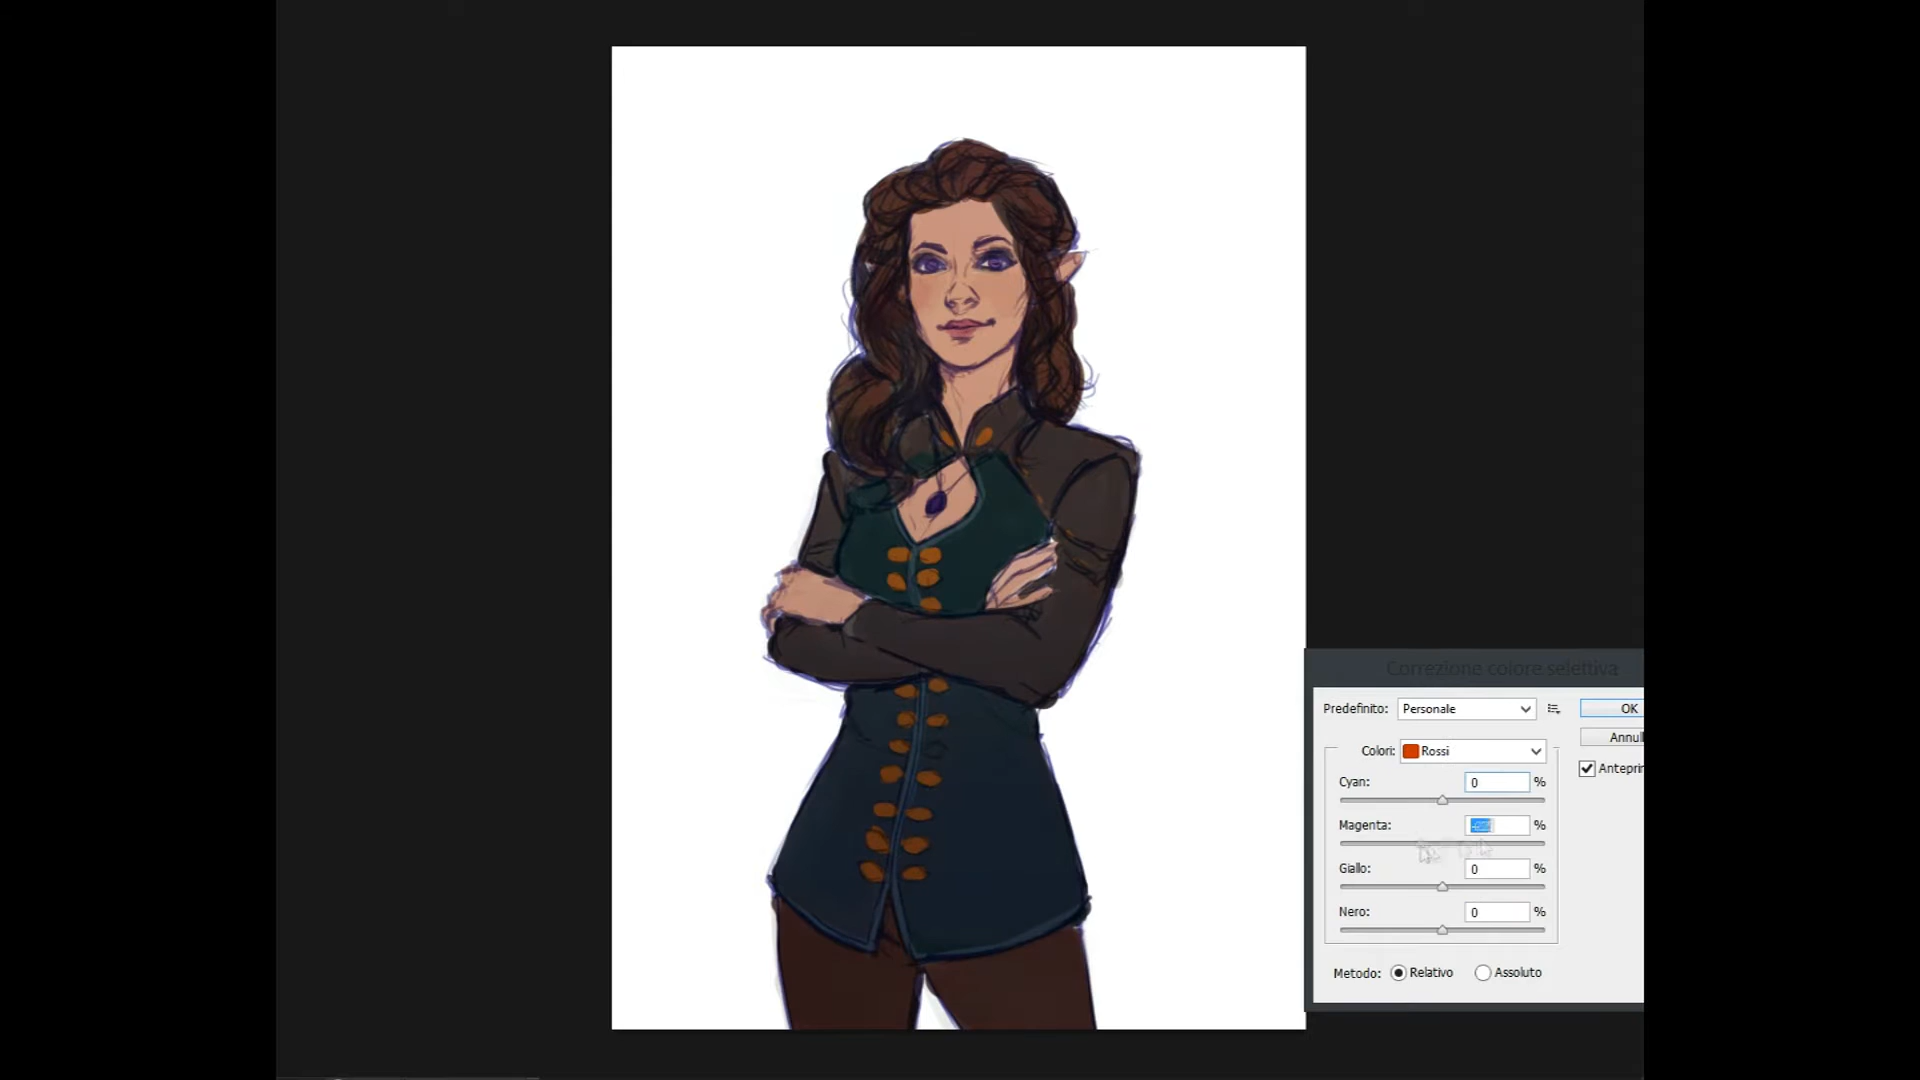 Correzione colore selettiva
Predefinito: Personale OK
Annull
Colori: Rossi
Antepri
Cyan: 0 %
Magenta: %
Giallo: 0 %
Nero: 0 %
Metodo: Relativo Assoluto